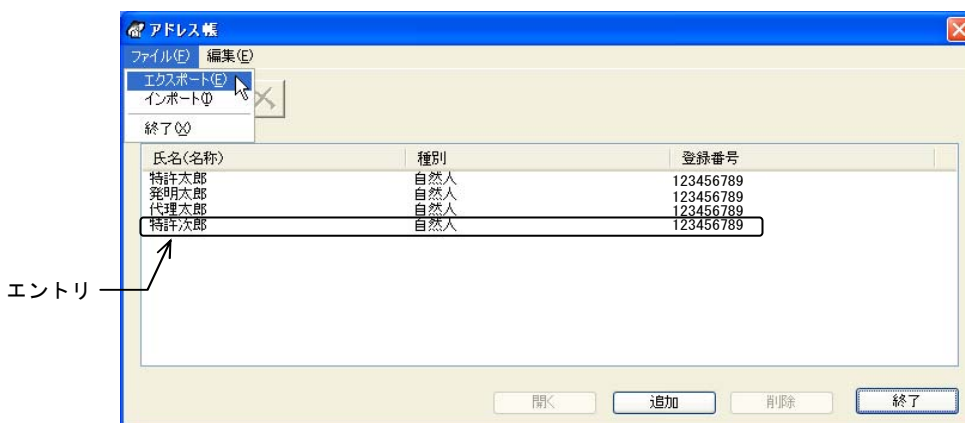 アドレス帳
ファイル(F) 編集(E)
エクスポート(E)
インポート(I)
終了(X)
氏名(名称) 種別 登録番号
特許太郎 自然人 123456789
発明太郎 自然人 123456789
代理太郎 自然人 123456789
特許次郎 自然人 123456789
エントリ
開く 追加 削除 終了